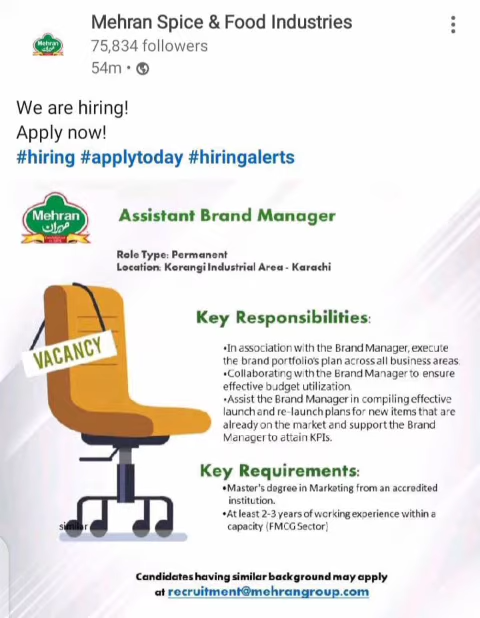 Mehran Spice & Food Industries
75,834 followers
54m •
We are hiring!
Apply now!
#hiring #applytoday #hiringalerts
Mehran
مہران
Assistant Brand Manager
Role Type: Permanent
Location: Korangi Industrial Area - Karachi
VACANCY
Key Responsibilities:
•In association with the Brand Manager, execute
the brand portfolio's plan across all business areas.
•Collaborating with the Brand Manager to ensure
effective budget utilization.
•Assist the Brand Manager in compiling effective
launch and re-launch plans for new items that are
already on the market and support the Brand
Manager to attain KPIs.
Key Requirements:
•Master's degree in Marketing from an accredited
institution.
•At least 2-3 years of working experience within a
similar capacity (FMCG Sector)
Candidates having similar background may apply
at recruitment@mehrangroup.com